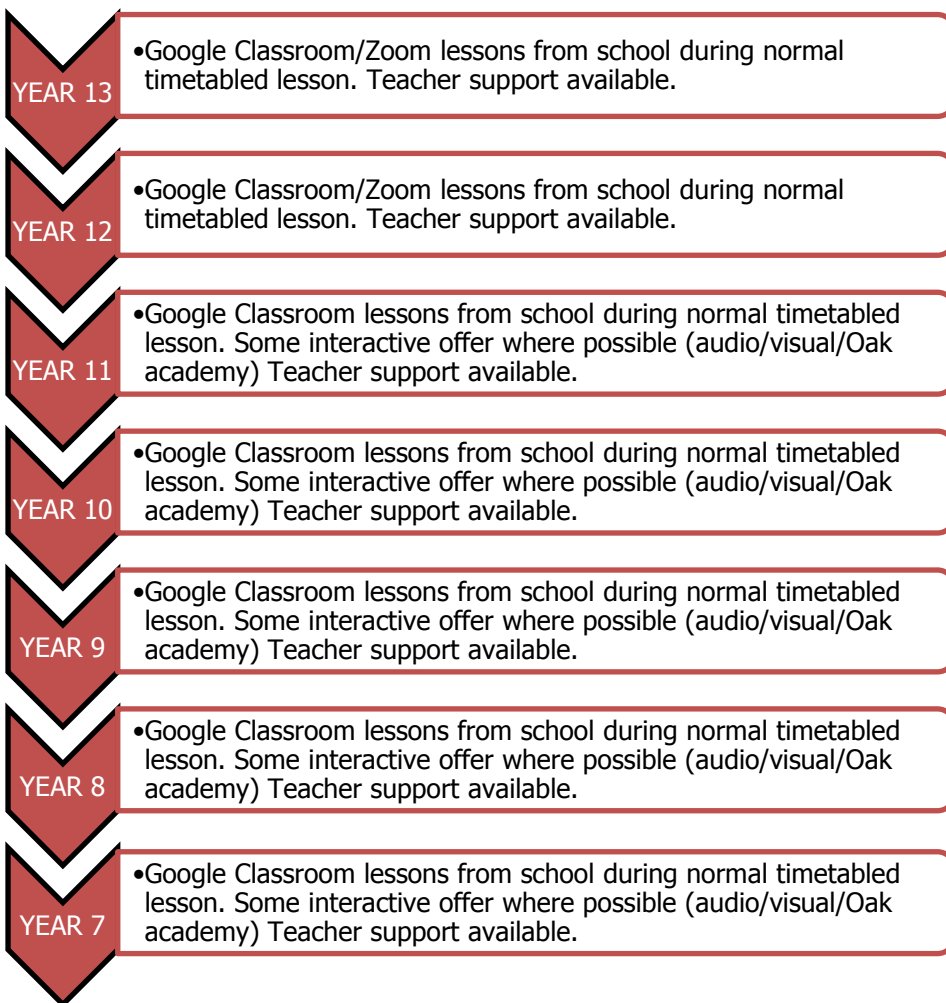 YEAR 13
•Google Classroom/Zoom lessons from school during normal
timetabled lesson. Teacher support available.
YEAR 12
•Google Classroom/Zoom lessons from school during normal
timetabled lesson. Teacher support available.
YEAR 11
•Google Classroom lessons from school during normal timetabled
lesson. Some interactive offer where possible (audio/visual/Oak
academy) Teacher support available.
YEAR 10
•Google Classroom lessons from school during normal timetabled
lesson. Some interactive offer where possible (audio/visual/Oak
academy) Teacher support available.
YEAR 9
•Google Classroom lessons from school during normal timetabled
lesson. Some interactive offer where possible (audio/visual/Oak
academy) Teacher support available.
YEAR 8
•Google Classroom lessons from school during normal timetabled
lesson. Some interactive offer where possible (audio/visual/Oak
academy) Teacher support available.
YEAR 7
•Google Classroom lessons from school during normal timetabled
lesson. Some interactive offer where possible (audio/visual/Oak
academy) Teacher support available.